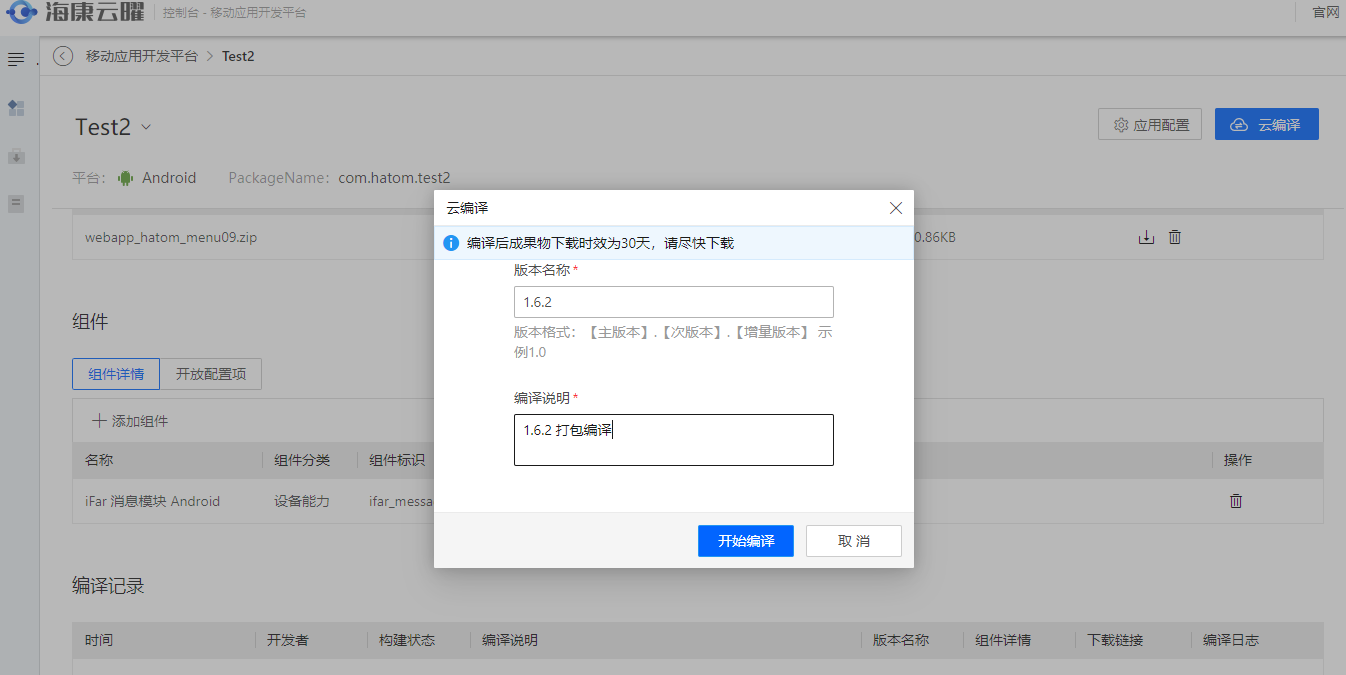 海康云曜 控制台 - 移动应用开发平台 官网
移动应用开发平台 > Test2
Test2
应用配置 云编译
平台： Android PackageName： com.hatom.test2
云编译
webapp_hatom_menu09.zip 0.86KB
编译后成果物下载时效为30天，请尽快下载
版本名称*
1.6.2
版本格式：【主版本】.【次版本】.【增量版本】 示
例1.0
组件
组件详情 开放配置项
编译说明*
1.6.2 打包编译
添加组件
名称 组件分类 组件标识 操作
iFar 消息模块 Android 设备能力 ifar_messa
开始编译 取 消
编译记录
时间 开发者 构建状态 编译说明 版本名称 组件详情 下载链接 编译日志